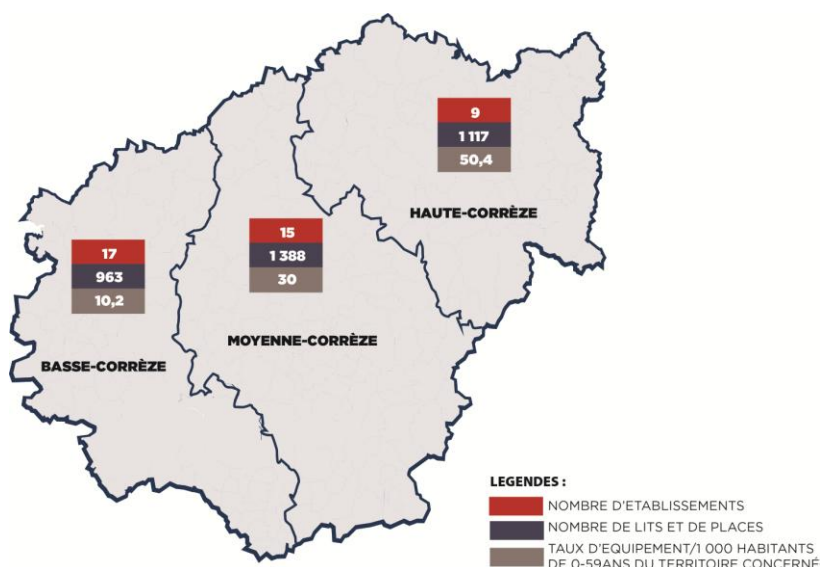 9
1 117
50,4
HAUTE-CORRÈZE
15
1 388
30
MOYENNE-CORRÈZE
17
963
10,2
BASSE-CORRÈZE
LEGENDES :
NOMBRE D'ETABLISSEMENTS
NOMBRE DE LITS ET DE PLACES
TAUX D'EQUIPEMENT/1 000 HABITANTS
DE 0-59ANS DU TERRITOIRE CONCERNÉ